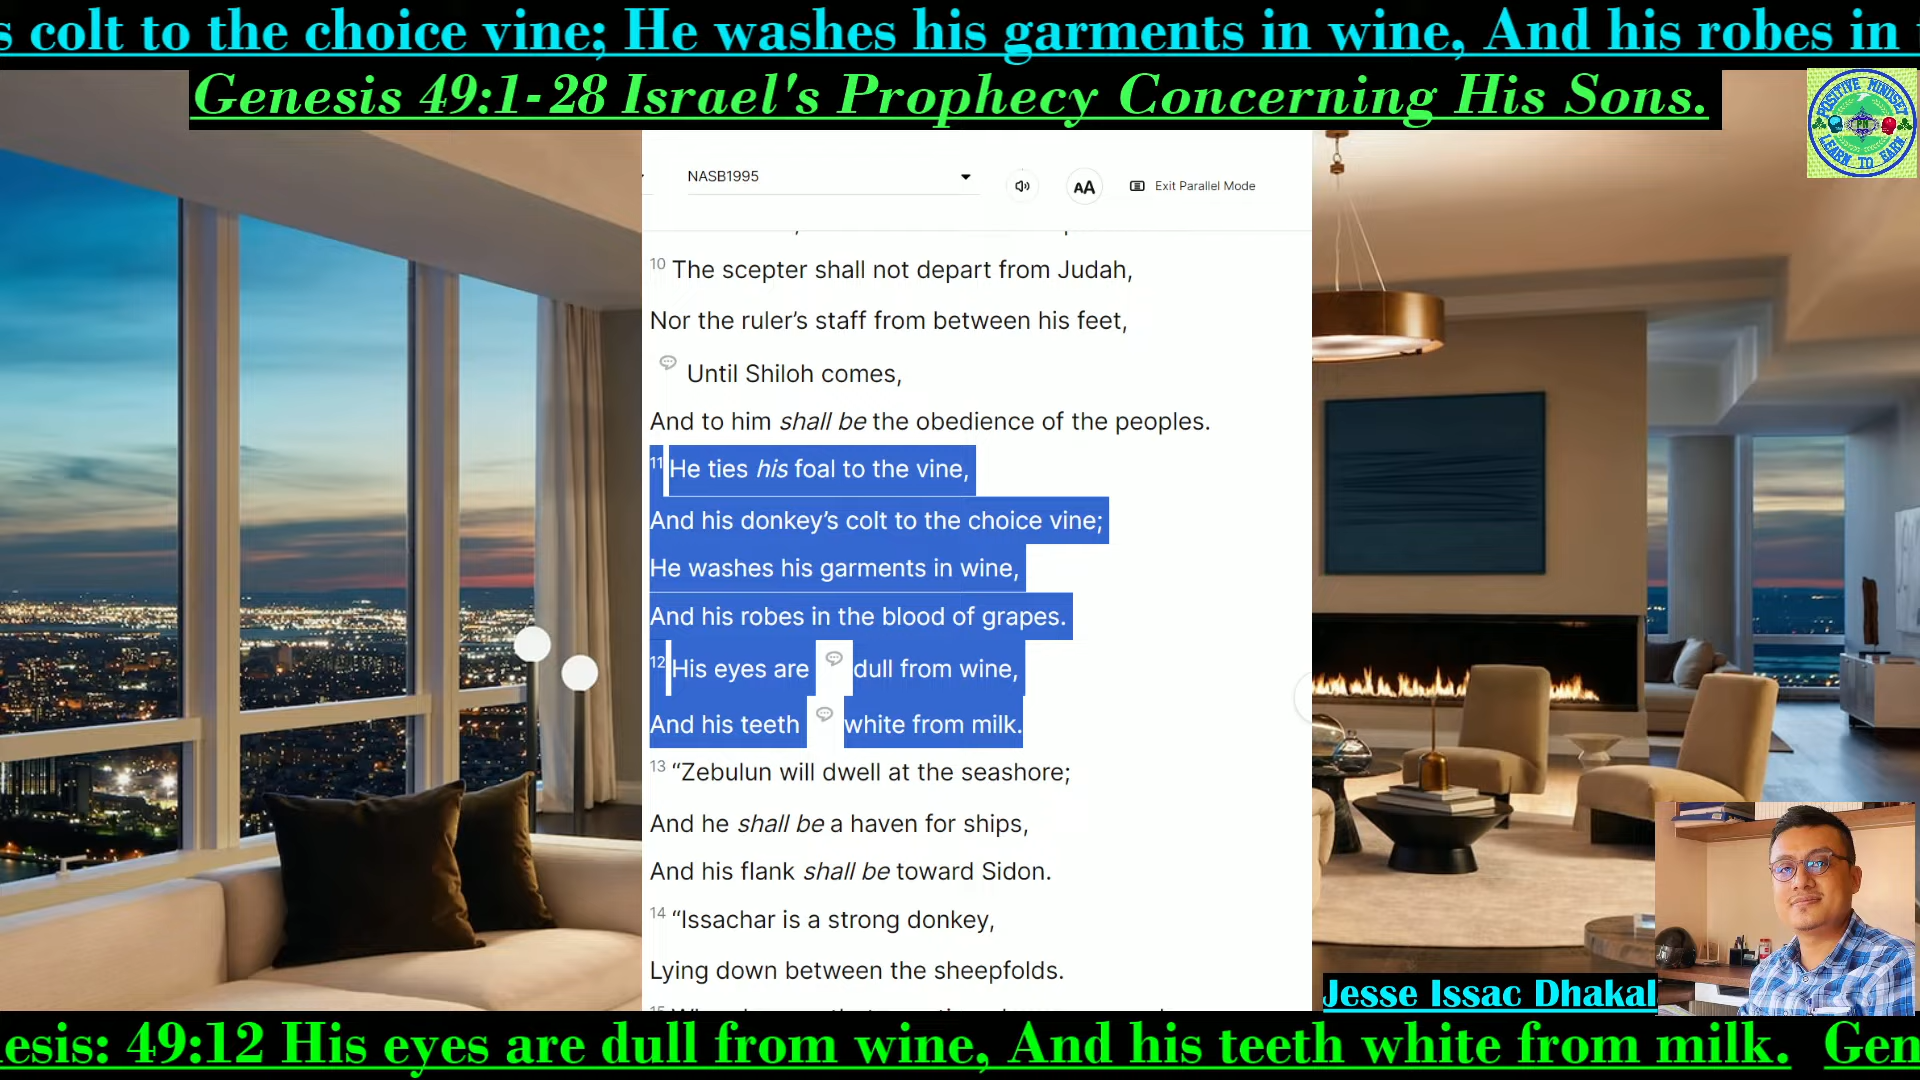 s colt to the choice vine; He washes his garments in wine, And his robes in
Genesis 49:1-28 Israel's Prophecy Concerning His Sons.
POSITIVE MINDSET
PM
LEARN TO EARN
NASB1995
AA
Exit Parallel Mode
10 The scepter shall not depart from Judah,
Nor the ruler’s staff from between his feet,
Until Shiloh comes,
And to him shall be the obedience of the peoples.
11 He ties his foal to the vine,
And his donkey’s colt to the choice vine;
He washes his garments in wine,
And his robes in the blood of grapes.
12 His eyes are dull from wine,
And his teeth white from milk.
13 “Zebulun will dwell at the seashore;
And he shall be a haven for ships,
And his flank shall be toward Sidon.
14 “Issachar is a strong donkey,
Lying down between the sheepfolds.
Jesse Issac Dhakal
esis: 49:12 His eyes are dull from wine, And his teeth white from milk. Gen